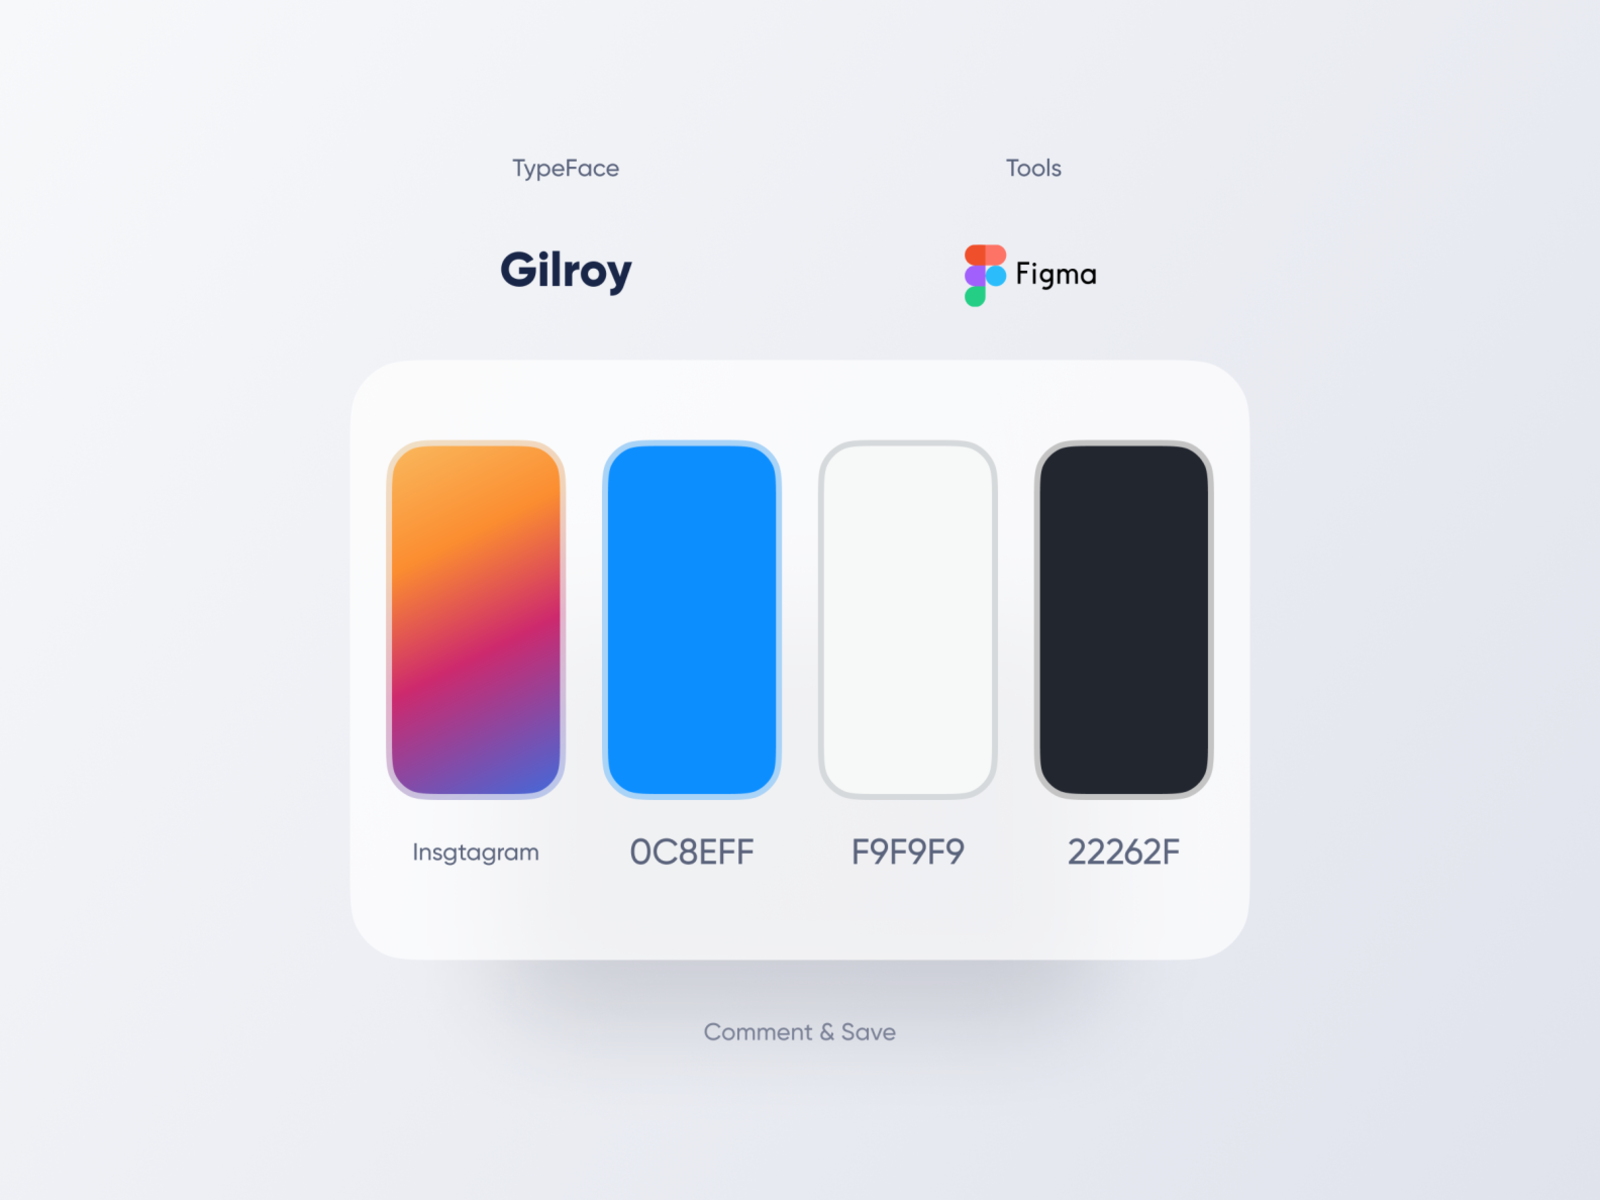 TypeFace
Tools
Gilroy
Figma
Insgtagram
0C8EFF
F9F9F9
22262F
Comment & Save